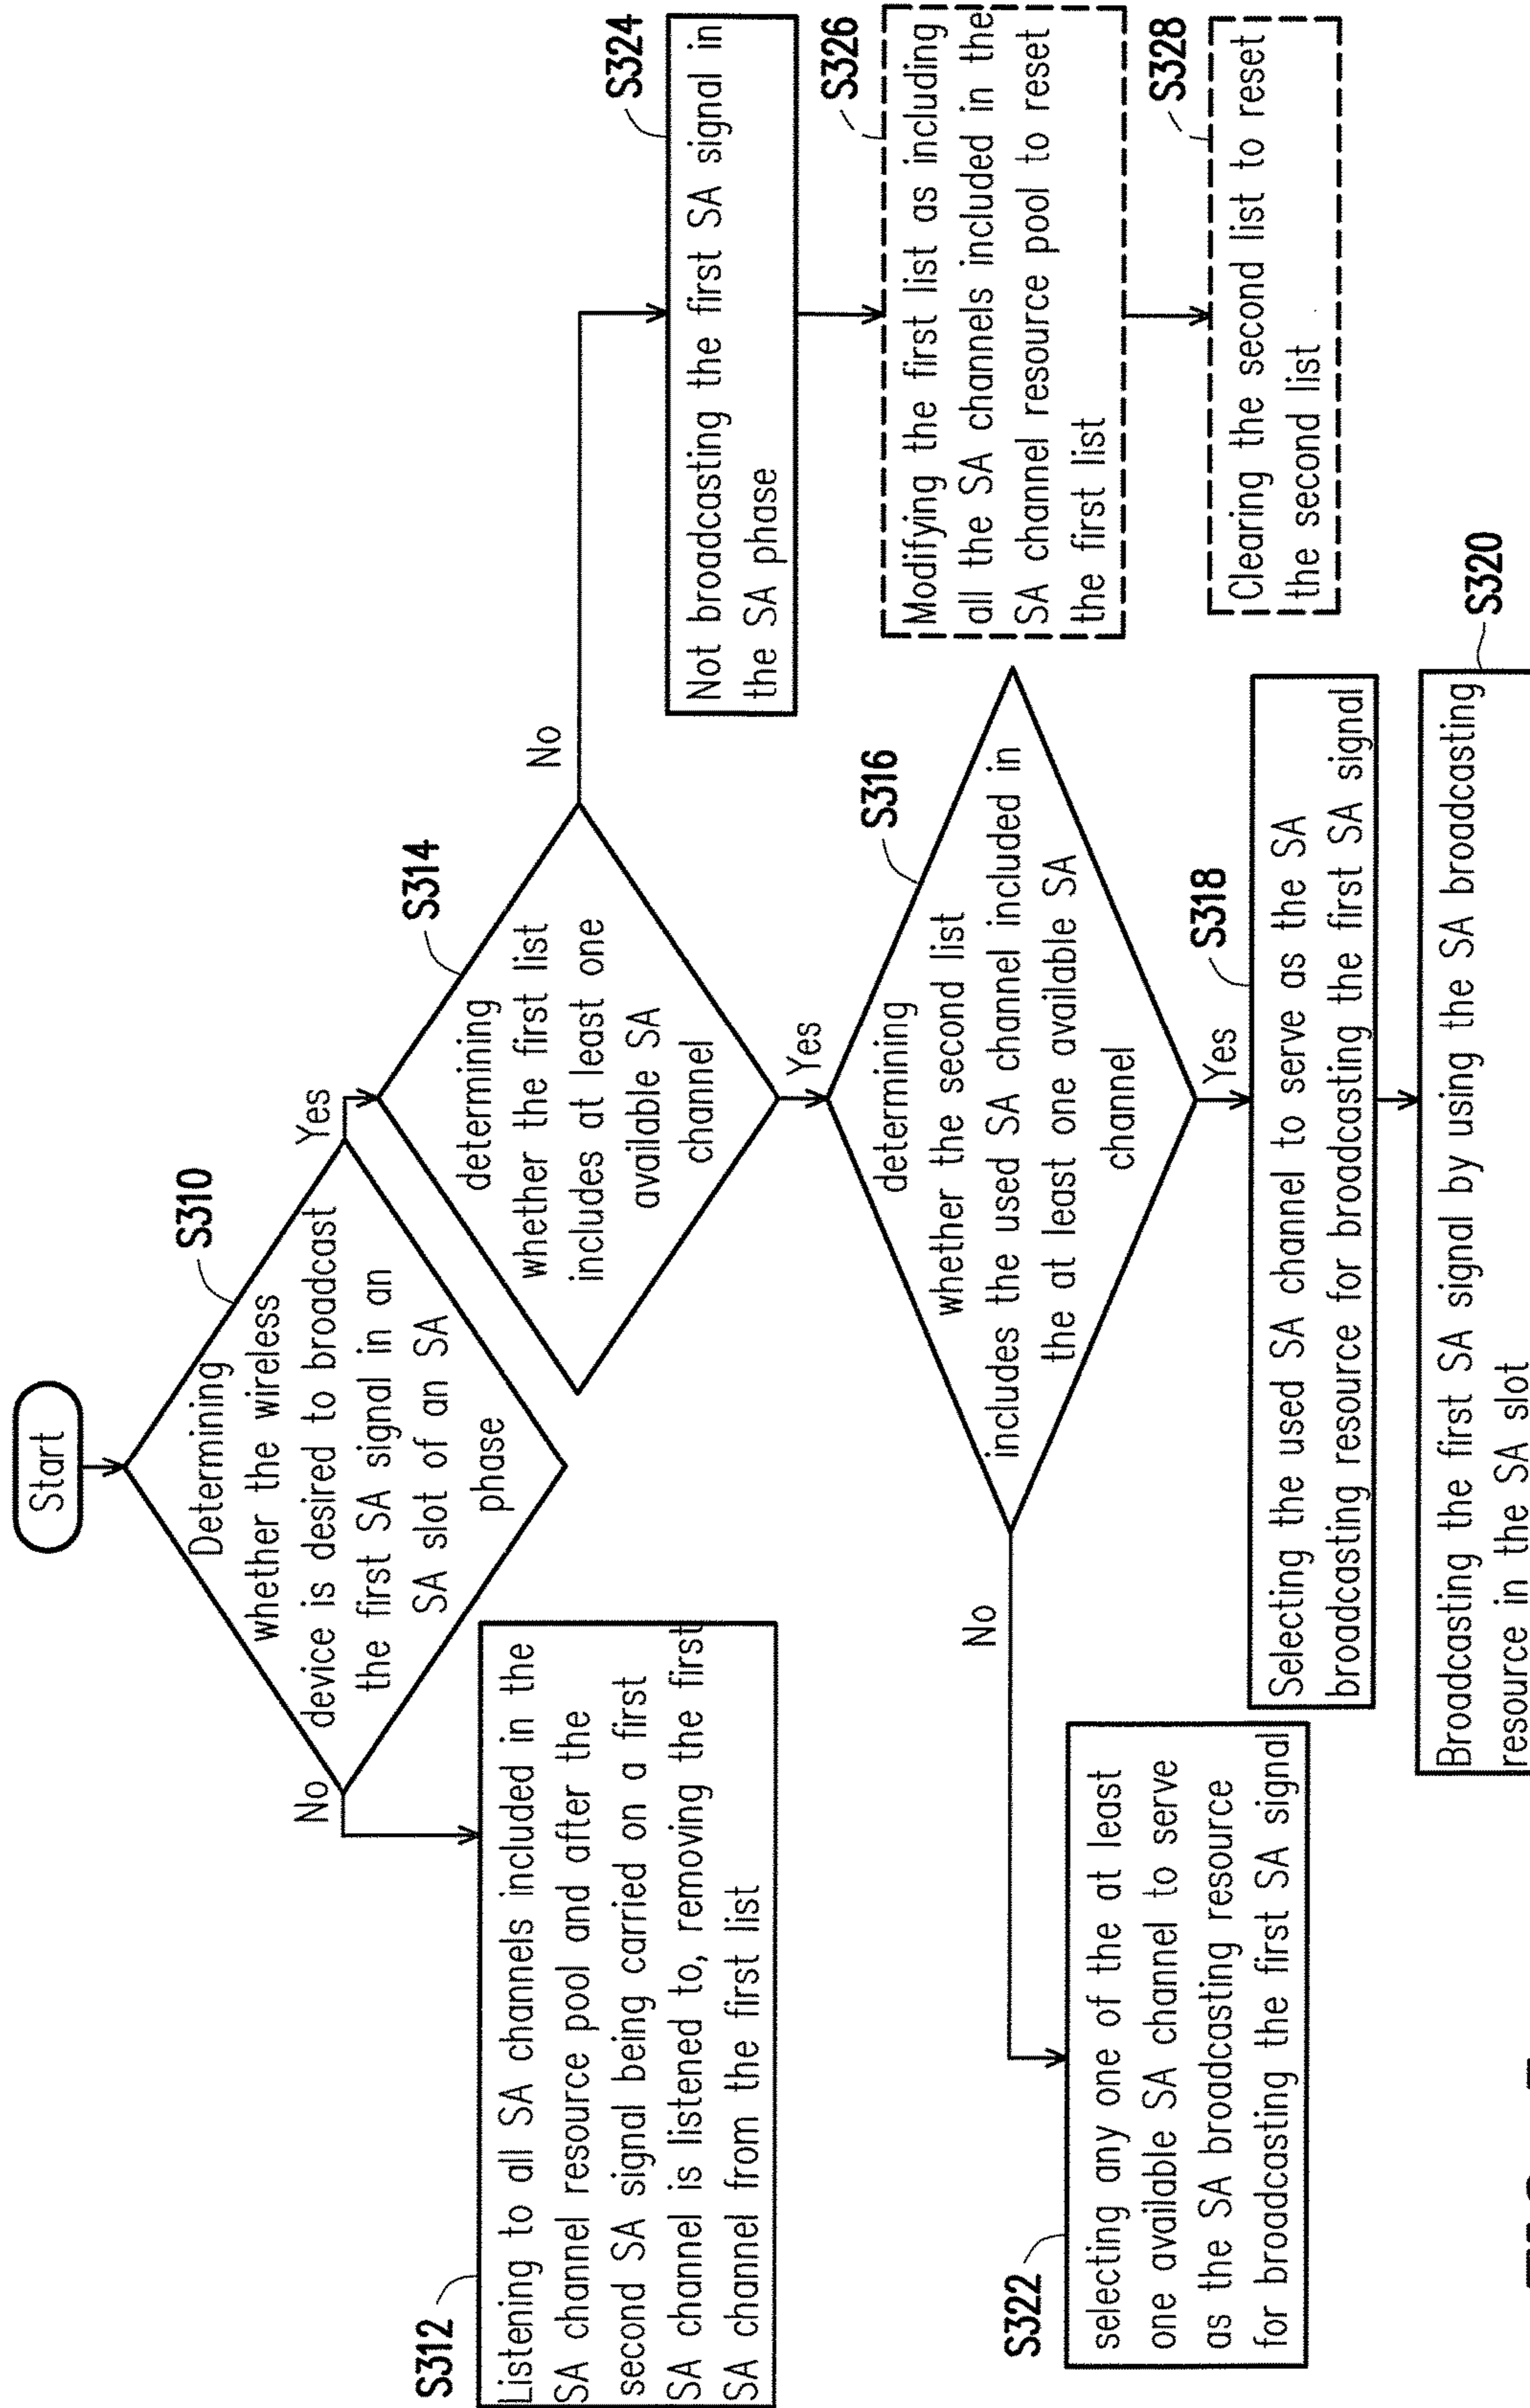 Start
S310
Determining
whether the wireless
device is desired to broadcast
the first SA signal in an
SA slot of an SA
phase
No
Yes
S312
Listening to all SA channels included in the
SA channel resource pool and after the
second SA signal being carried on a first
SA channel is listened to, removing the first
SA channel from the first list
S314
determining
whether the first list
includes at least one
available SA
channel
No
Yes
S324
Not broadcasting the first SA signal in
the SA phase
S326
Modifying the first list as including
all the SA channels included in the
SA channel resource pool to reset
the first list
S328
Clearing the second list to reset
the second list
S316
determining
whether the second list
includes the used SA channel included in
the at least one available SA
channel
No
Yes
S322
selecting any one of the at least
one available SA channel to serve
as the SA broadcasting resource
for broadcasting the first SA signal
S318
Selecting the used SA channel to serve as the SA
broadcasting resource for broadcasting the first SA signal
S320
Broadcasting the first SA signal by using the SA broadcasting
resource in the SA slot